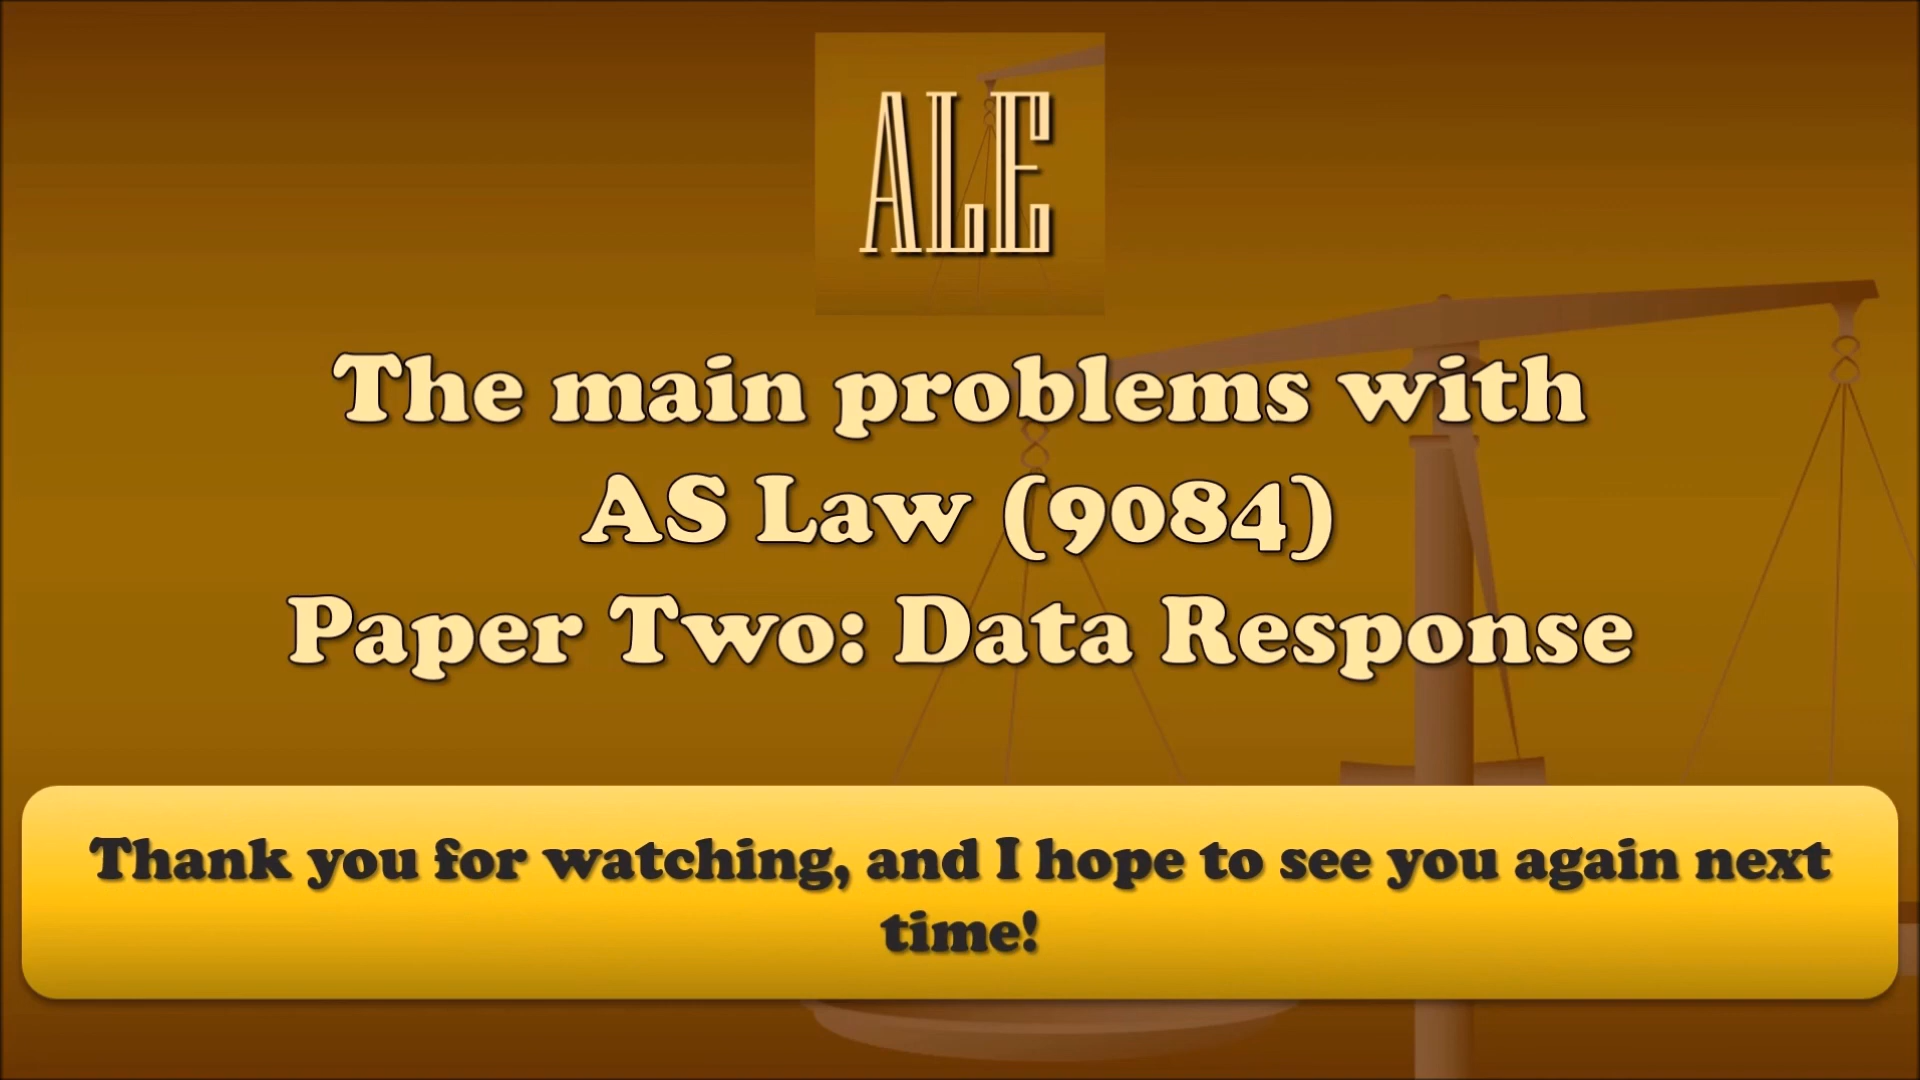 ALE
The main problems with
AS Law (9084)
Paper Two: Data Response
Thank you for watching, and I hope to see you again next
time!